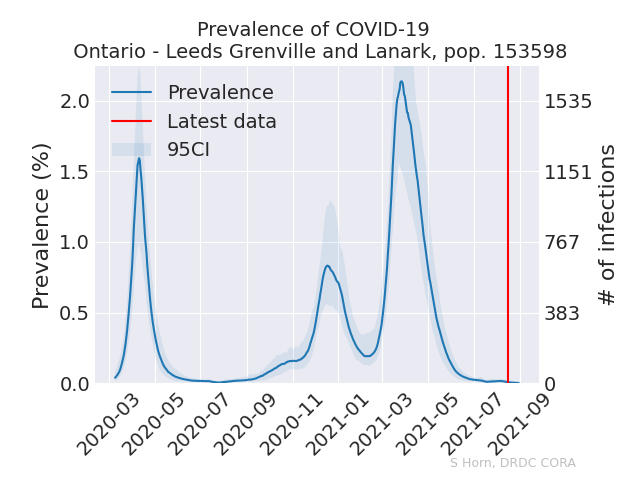 Prevalence of COVID-19
Ontario - Leeds Grenville and Lanark, pop. 153598
Prevalence
Latest data
95CI
Prevalence (%)
2.0
1.5
1.0
0.5
0.0
1535
1151
767
383
0
# of infections
2020-03
2020-05
2020-07
2020-09
2020-11
2021-01
2021-03
2021-05
2021-07
2021-09
S Horn, DRDC CORA